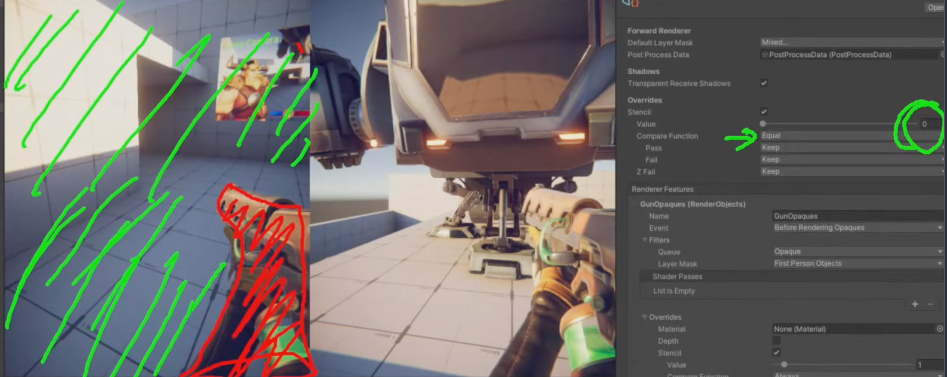 Open
Forward Renderer
Default Layer Mask Mixed...
Post Process Data PostProcessData (PostProcessData)
Shadows
Transparent Receive Shadows
Overrides
Stencil
Value 0
Compare Function Equal
Pass Keep
Fail Keep
Z Fail Keep
Renderer Features
GunOpaques (RenderObjects)
Name GunOpaques
Event Before Rendering Opaques
Filters
Queue Opaque
Layer Mask First Person Objects
Shader Passes
List is Empty
Overrides
Material None (Material)
Depth
Stencil
Value 1
Compare Function Always